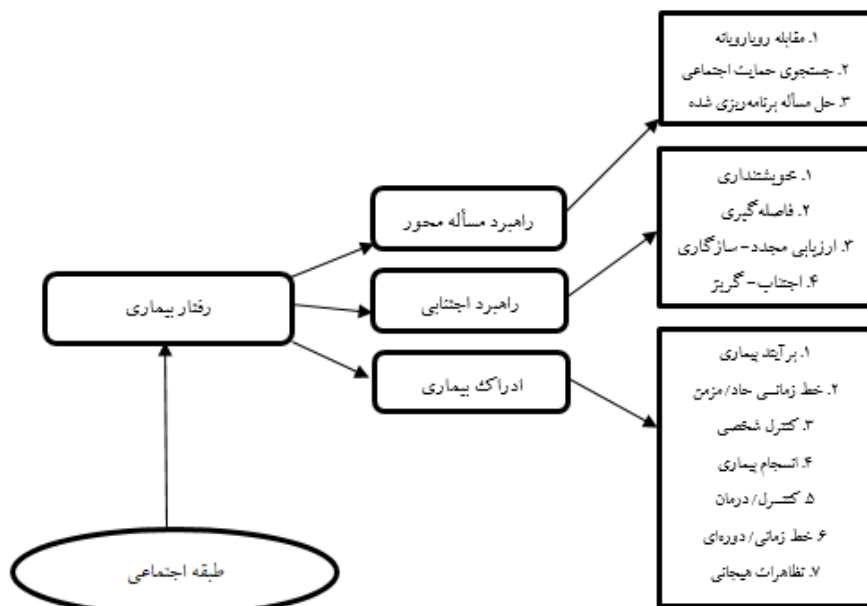 ۱. مقابله رویارویانه
۲. جستجوی حمایت اجتماعی
۳. حل مسأله برنامه‌ریزی شده
۱. خویشتنداری
۲. فاصله‌گیری
۳. ارزیابی مجدد- سازگاری
۴. اجتناب- گریز
راهبرد مسأله محور
راهبرد اجتنابی
ادراک بیماری
رفتار بیماری
طبقه اجتماعی
۱. برآیند بیماری
۲. خط زمانی حاد/ مزمن
۳. کنترل شخصی
۴. انسجام بیماری
۵. کنترل/ درمان
۶. خط زمانی/ دوره‌ای
۷. تظاهرات هیجانی